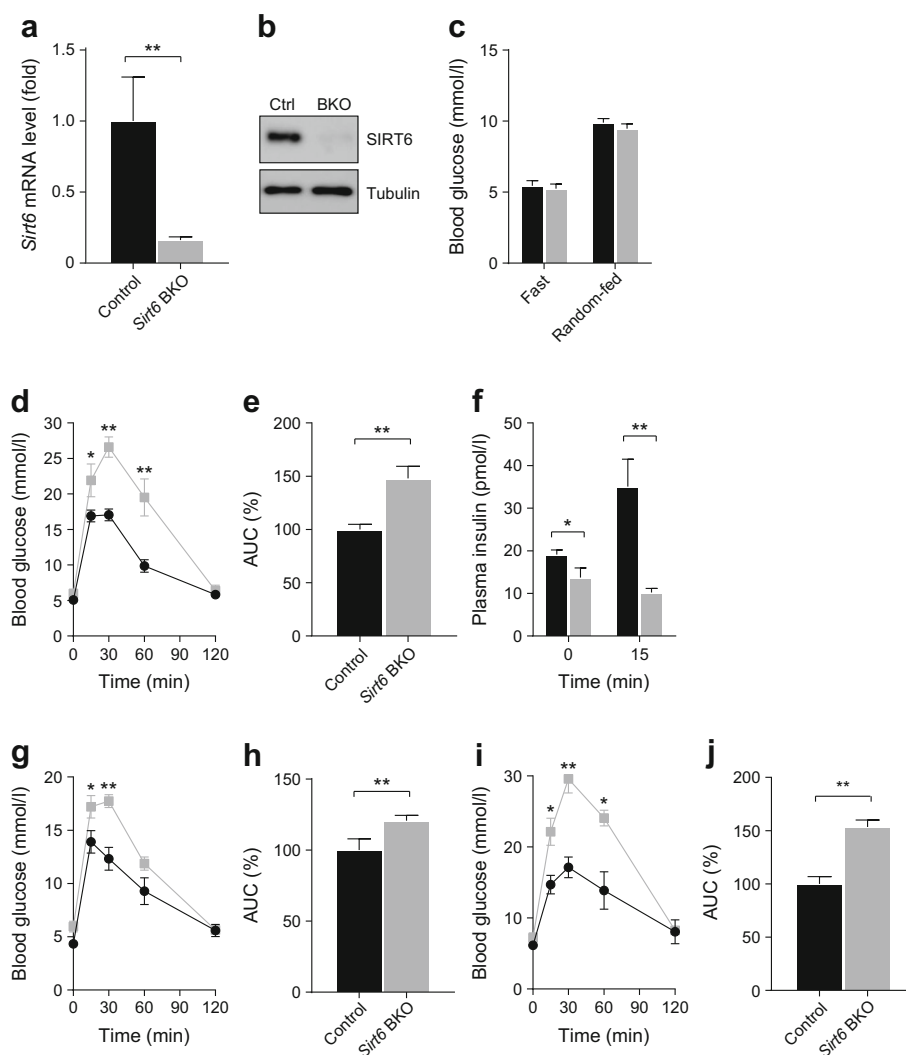 a
Sirt6 mRNA level (fold)
1.5
1.0
0.5
0
**
Control
Sirt6 BKO
b
Ctrl BKO
SIRT6
Tubulin
c
Blood glucose (mmol/l)
15
10
5
0
Fast
Random-fed
d
Blood glucose (mmol/l)
30
25
20
15
10
5
0
* ** **
0 30 60 90 120
Time (min)
e
AUC (%)
200
150
100
50
0
**
Control
Sirt6 BKO
f
Plasma insulin (pmol/l)
50
40
30
20
10
0
* **
0 15
Time (min)
g
Blood glucose (mmol/l)
20
15
10
5
0
* **
0 30 60 90 120
Time (min)
h
AUC (%)
150
100
50
0
**
Control
Sirt6 BKO
i
Blood glucose (mmol/l)
30
20
10
0
* ** *
0 30 60 90 120
Time (min)
j
AUC (%)
200
150
100
50
0
**
Control
Sirt6 BKO